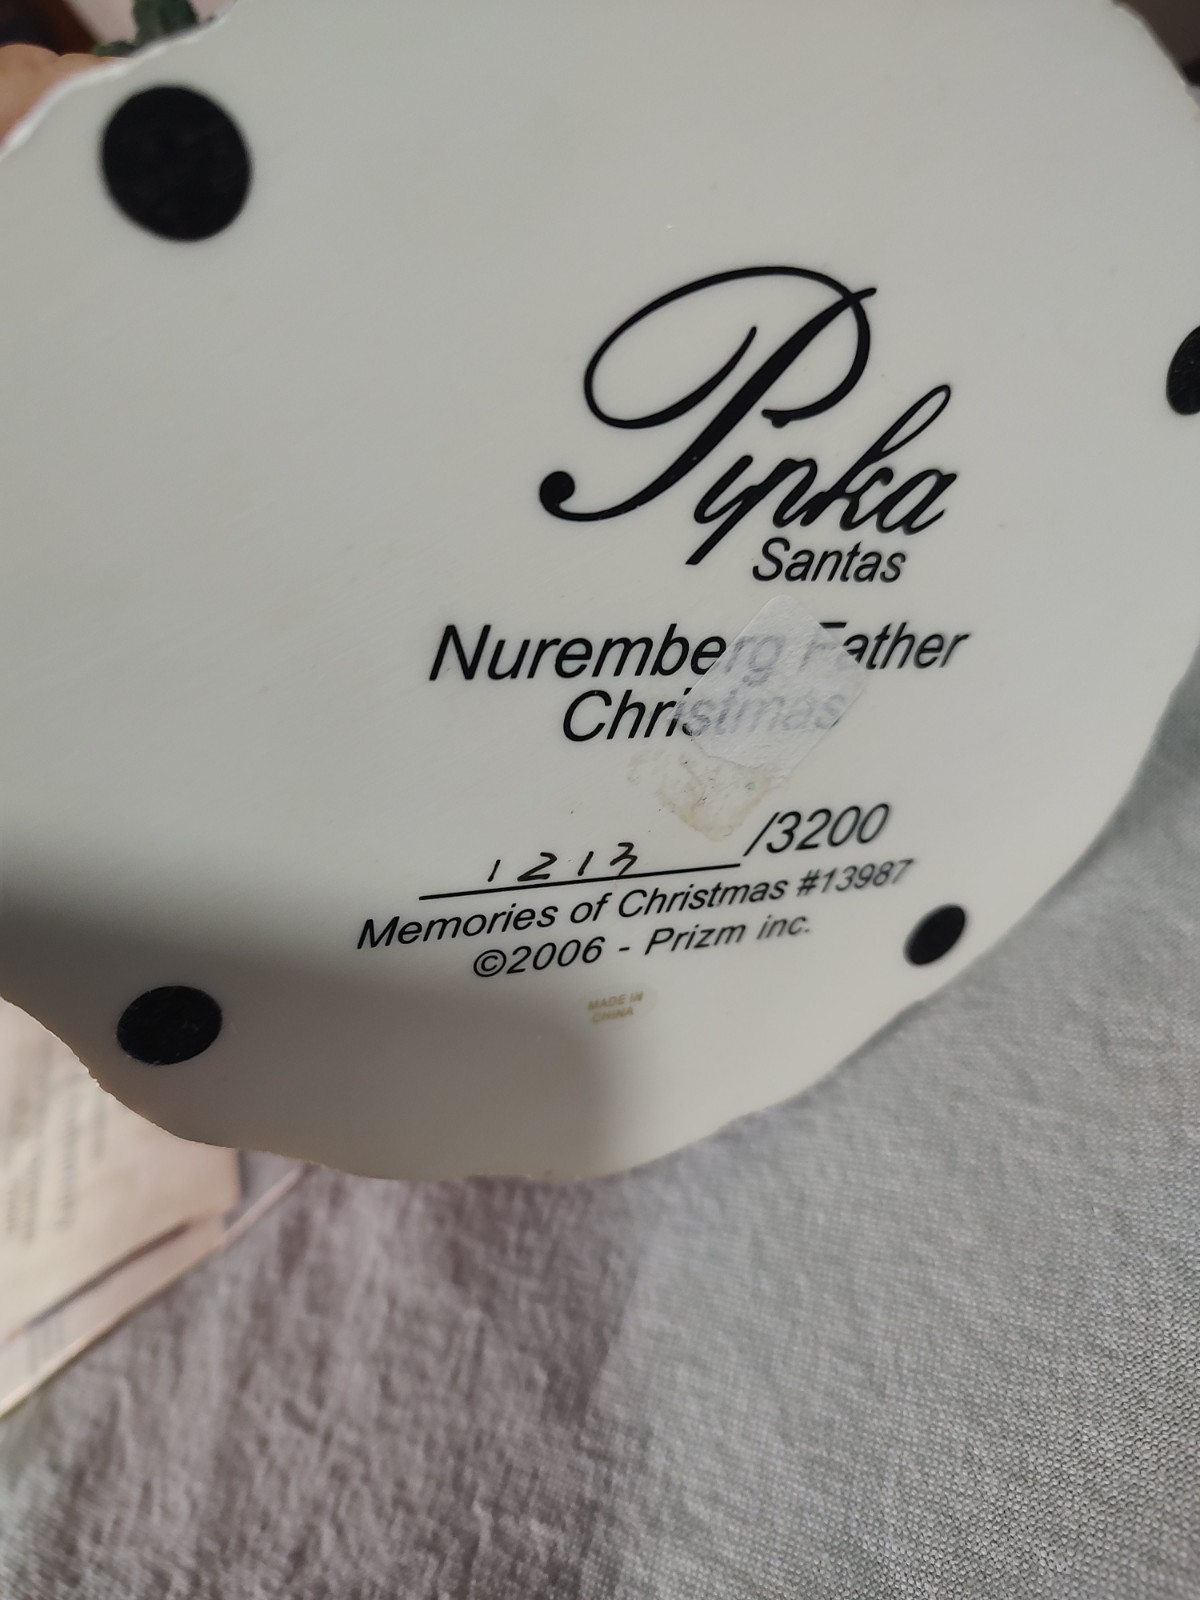 Pipka
Santas
Nuremberg Father
Christmas
1213 /3200
Memories of Christmas #13987
©2006 - Prizm inc.
MADE IN
CHINA